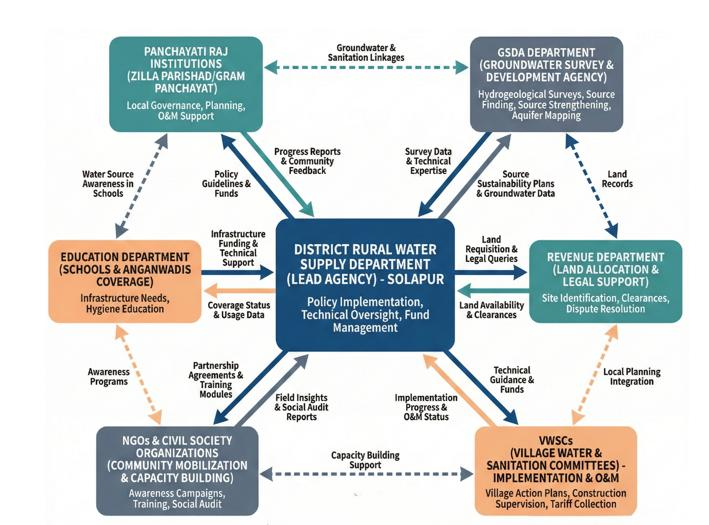 PANCHAYATI RAJ
INSTITUTIONS
(ZILLA PARISHAD/GRAM
PANCHAYAT)
Local Governance, Planning,
O&M Support
Groundwater &
Sanitation Linkages
GSDA DEPARTMENT
(GROUNDWATER SURVEY &
DEVELOPMENT AGENCY)
Hydrogeological Surveys, Source
Finding, Source Strengthening,
Aquifer Mapping
Water Source
Awareness in
Schools
Policy
Guidelines &
Funds
Progress Reports
& Community
Feedback
Survey Data
& Technical
Expertise
Source
Sustainability Plans
& Groundwater Data
Land
Records
EDUCATION DEPARTMENT
(SCHOOLS & ANGANWADIS
COVERAGE)
Infrastructure Needs,
Hygiene Education
Infrastructure
Funding &
Technical
Support
Coverage Status
& Usage Data
DISTRICT RURAL WATER
SUPPLY DEPARTMENT
(LEAD AGENCY) - SOLAPUR
Policy Implementation,
Technical Oversight, Fund
Management
Land
Requisition &
Legal Queries
Land Availability
& Clearances
REVENUE DEPARTMENT
(LAND ALLOCATION &
LEGAL SUPPORT)
Site Identification, Clearances,
Dispute Resolution
Awareness
Programs
Partnership
Agreements &
Training
Modules
Field Insights
& Social Audit
Reports
Implementation
Progress &
O&M Status
Technical
Guidance &
Funds
Local Planning
Integration
NGOs & CIVIL SOCIETY
ORGANIZATIONS
(COMMUNITY MOBILIZATION
& CAPACITY BUILDING)
Awareness Campaigns,
Training, Social Audit
Capacity Building
Support
VWSCs
(VILLAGE WATER &
SANITATION COMMITTEES) -
IMPLEMENTATION & O&M
Village Action Plans, Construction
Supervision, Tariff Collection